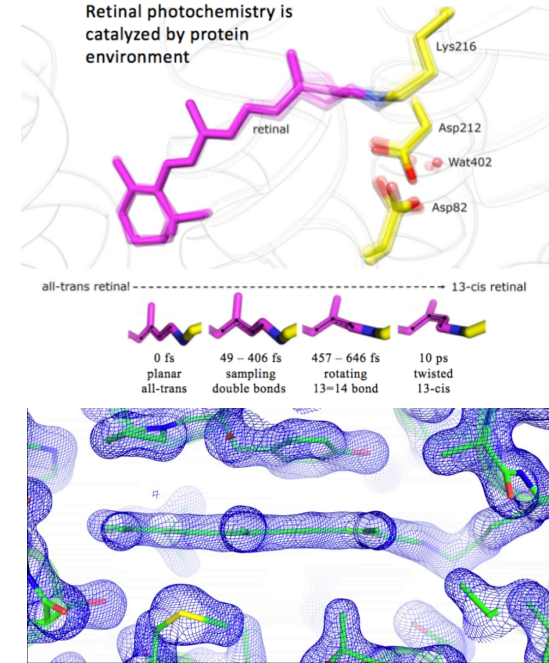 Retinal photochemistry is
catalyzed by protein
environment
Lys216
retinal
Asp212
Wat402
Asp82
all-trans retinal
13-cis retinal
0 fs
planar
all-trans
49 – 406 fs
sampling
double bonds
457 – 646 fs
rotating
13=14 bond
10 ps
twisted
13-cis